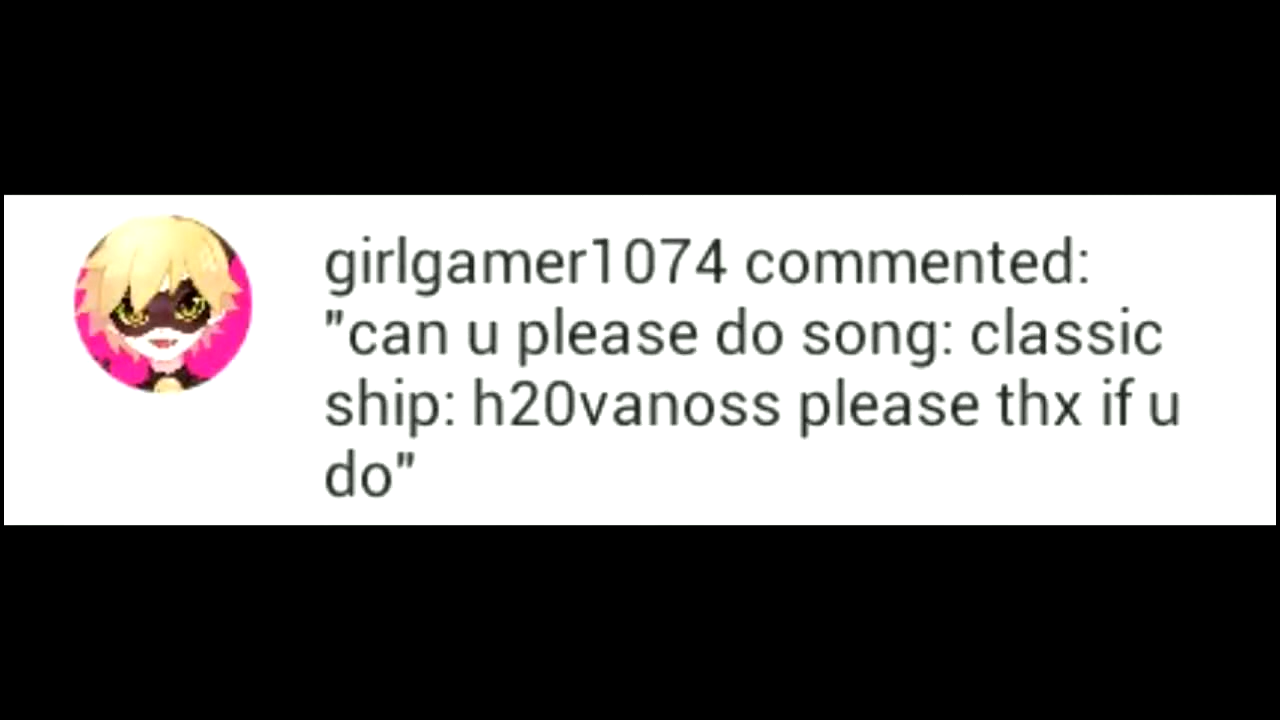 girlgamer1074 commented:
"can u please do song: classic
ship: h20vanoss please thx if u
do"